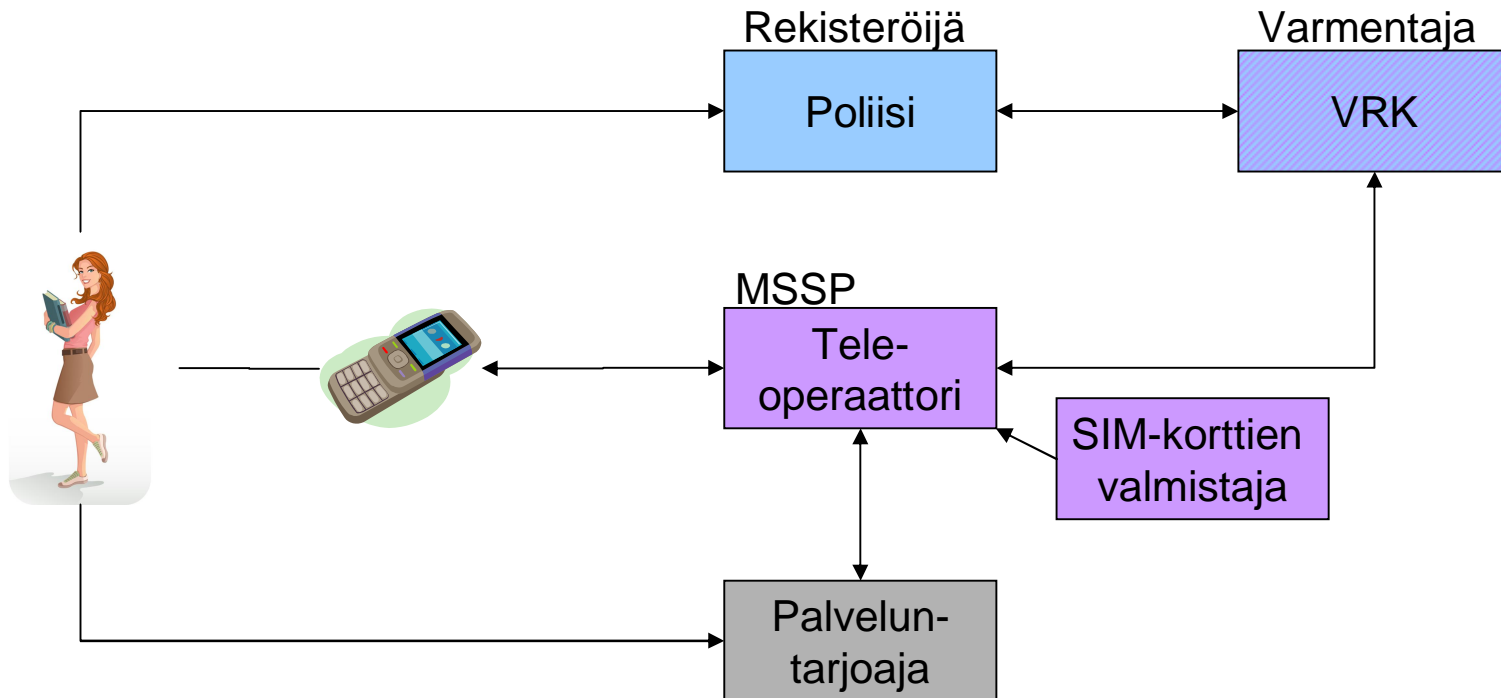 Rekisteröijä
Varmentaja
Poliisi
VRK
MSSP
Tele-
operaattori
SIM-korttien
valmistaja
Palvelun-
tarjoaja